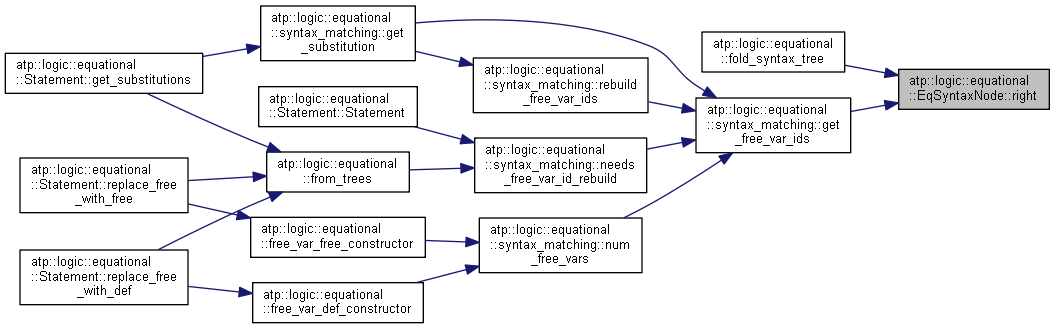 atp::logic::equational
::Statement::get_substitutions
atp::logic::equational
::Statement::replace_free
_with_free
atp::logic::equational
::Statement::replace_free
_with_def
atp::logic::equational
::syntax_matching::get
_substitution
atp::logic::equational
::Statement::Statement
atp::logic::equational
::from_trees
atp::logic::equational
::free_var_free_constructor
atp::logic::equational
::free_var_def_constructor
atp::logic::equational
::syntax_matching::rebuild
_free_var_ids
atp::logic::equational
::syntax_matching::needs
_free_var_id_rebuild
atp::logic::equational
::syntax_matching::num
_free_vars
atp::logic::equational
::fold_syntax_tree
atp::logic::equational
::syntax_matching::get
_free_var_ids
atp::logic::equational
::EqSyntaxNode::right